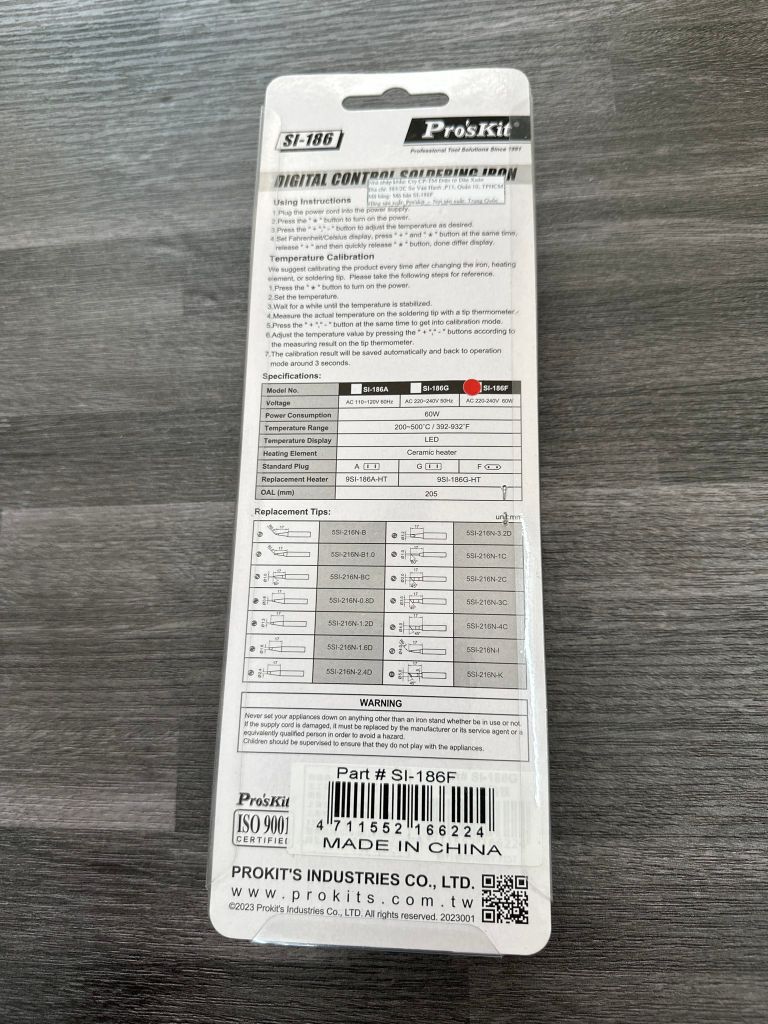 SI-186
Pro'sKit®
Professional Tool Solutions Since 1991
DIGITAL CONTROL SOLDERING IRON
Nhà nhập khẩu: Cty CP-TM Điện tử
Mã hàng: Mỏ hàn SI-186F
Using Instructions
1.Plug the power cord into the power supply.
2.Press the " * " button to turn on the power.
3.Press the " + "," - " button to adjust the temperature as desired.
4.Set Fahrenheit/Celsius display, press " + " and " * " button at the same time,
release " + " and then quickly release " * " button, done differ display.
Temperature Calibration
We suggest calibrating the product every time after changing the iron, heating
element, or soldering tip. Please take the following steps for reference.
1.Press the " * " button to turn on the power.
2.Set the temperature.
3.Wait for a while until the temperature is stabilized.
4.Measure the actual temperature on the soldering tip with a tip thermometer.
5.Press the " + "," - " button at the same time to get into calibration mode.
6.Adjust the temperature value by pressing the " + "," - " buttons according to
the measuring result on the tip thermometer.
7.The calibration result will be saved automatically and back to operation
mode around 3 seconds.
Specifications:
Model No. SI-186A SI-186G SI-186F
Voltage AC 110~120V 60Hz AC 220~240V 50Hz AC 220-240V 60W
Power Consumption 60W
Temperature Range 200~500°C / 392-932°F
Temperature Display LED
Heating Element Ceramic heater
Standard Plug A G F
Replacement Heater 9SI-186A-HT 9SI-186G-HT
OAL (mm) 205
Replacement Tips: unit:mm
5SI-216N-B 5SI-216N-3.2D
5SI-216N-B1.0 5SI-216N-1C
5SI-216N-BC 5SI-216N-2C
5SI-216N-0.8D 5SI-216N-3C
5SI-216N-1.2D 5SI-216N-4C
5SI-216N-1.6D 5SI-216N-I
5SI-216N-2.4D 5SI-216N-K
WARNING
Never set your appliances down on anything other than an iron stand whether be in use or not.
If the supply cord is damaged, it must be replaced by the manufacturer or its service agent or a
equivalently qualified person in order to avoid a hazard.
Children should be supervised to ensure that they do not play with the appliances.
Part # SI-186F
4 711552 166224
MADE IN CHINA
Pro'sKit
ISO 9001
CERTIFIED
PROKIT'S INDUSTRIES CO., LTD.
www.prokits.com.tw
©2023 Prokit's Industries Co., LTD. All rights reserved. 2023001